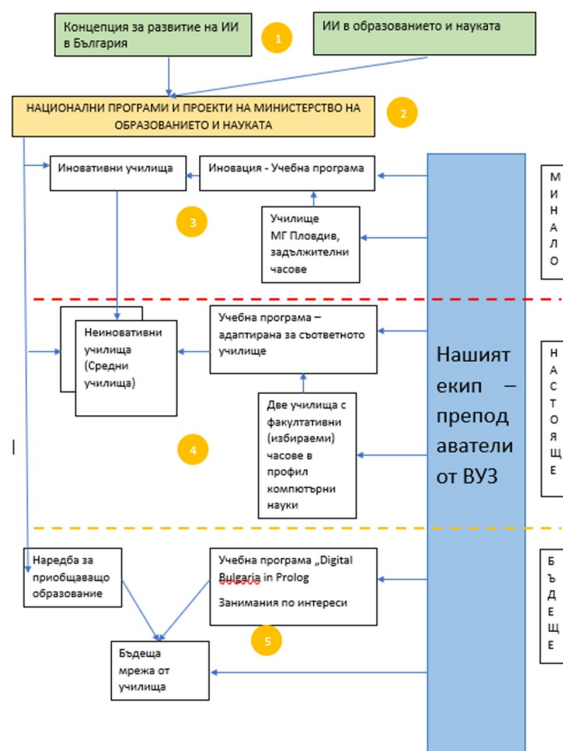 Концепция за развитие на ИИ
в България
1
ИИ в образованието и науката
НАЦИОНАЛНИ ПРОГРАМИ И ПРОЕКТИ НА МИНИСТЕРСТВО НА
ОБРАЗОВАНИЕТО И НАУКАТА
2
Иновативни училища
Иновация - Учебна програма
3
Училище
МГ Пловдив,
задължителни
часове
МИНАЛО
Неиновативни
училища
(Средни
училища)
Учебна програма –
адаптирана за съответното
училище
Нашият
екип –
препод
аватели
от ВУЗ
НАСТОЯЩЕ
4
Две училища с
факултативни
(избираеми)
часове в
профил
компютърни
науки
Наредба за
приобщаващо
образование
Учебна програма „Digital
Bulgaria in Prolog
Занимания по интереси
5
Бъдеща
мрежа от
училища
БЪДЕЩЕ